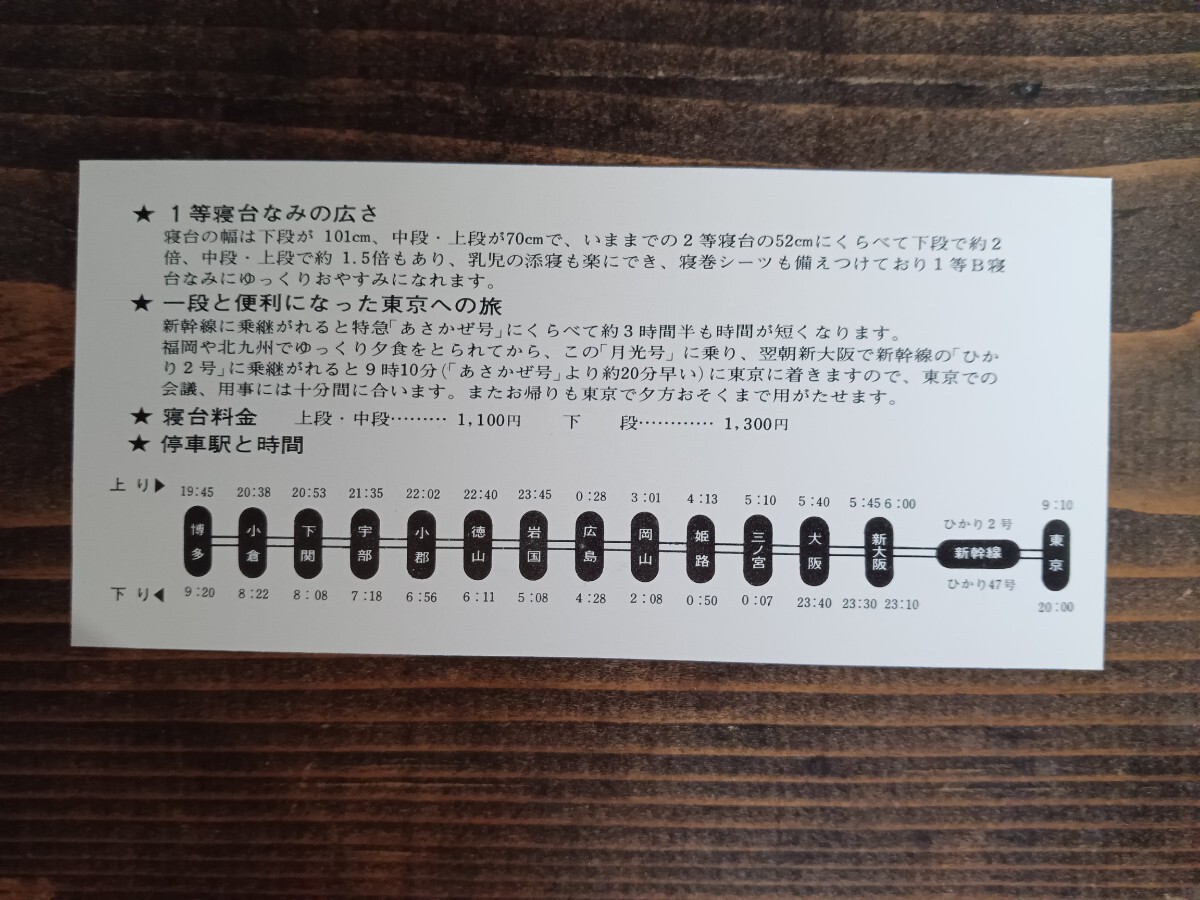 ★ 1等寝台なみの広さ
寝台の幅は下段が 101cm、中段・上段が70cmで、いままでの2等寝台の52cmにくらべて下段で約2
倍、中段・上段で約 1.5倍もあり、乳児の添寝も楽にでき、寝巻シーツも備えつけており1等B寝
台なみにゆっくりおやすみになれます。
★ 一段と便利になった東京への旅
新幹線に乗継がれると特急「あさかぜ号」にくらべて約3時間半も時間が短くなります。
福岡や北九州でゆっくり夕食をとられてから、この「月光号」に乗り、翌朝新大阪で新幹線の「ひか
り2号」に乗継がれると9時10分(「あさかぜ号」より約20分早い)に東京に着きますので、東京での
会議、用事には十分間に合います。またお帰りも東京で夕方おそくまで用がたせます。
★ 寝台料金 上段・中段……… 1,100円 下 段………… 1,300円
★ 停車駅と時間
上り▶ 19:45 20:38 20:53 21:35 22:02 22:40 23:45 0:28 3:01 4:13 5:10 5:40 5:45 6:00 9:10
ひかり2号
博多 小倉 下関 宇部 小郡 徳山 岩国 広島 岡山 姫路 三ノ宮 大阪 新大阪 新幹線 東京
ひかり47号
下り◀ 9:20 8:22 8:08 7:18 6:56 6:11 5:08 4:28 2:08 0:50 0:07 23:40 23:30 23:10 20:00